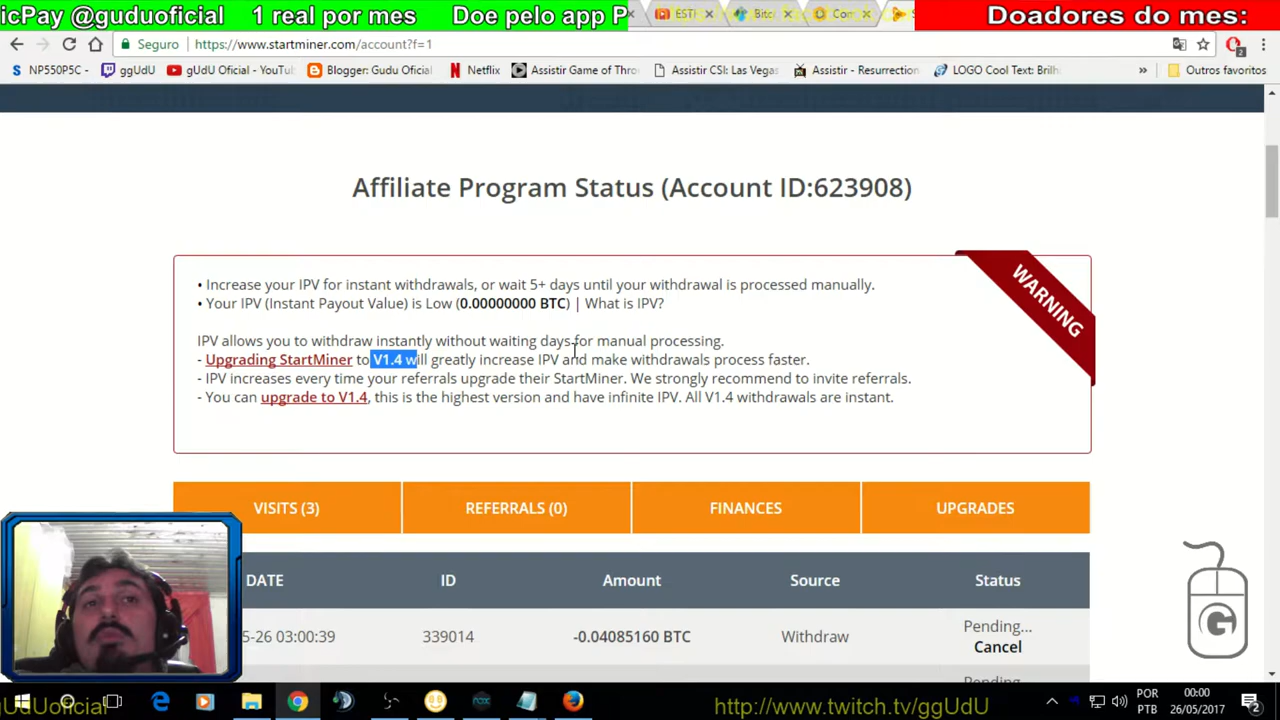 icPay @guduoficial 1 real por mes Doe pelo app P
Doadores do mes:
ESTI
Bitc
Com
S
Seguro https://www.startminer.com/account?f=1
NP550P5C - ggUdU gUdU Oficial - YouTu Blogger: Gudu Oficial Netflix Assistir Game of Thro Assistir CSI: Las Vegas Assistir - Resurrection LOGO Cool Text: Brilh » Outros favoritos
Affiliate Program Status (Account ID:623908)
• Increase your IPV for instant withdrawals, or wait 5+ days until your withdrawal is processed manually.
• Your IPV (Instant Payout Value) is Low (0.00000000 BTC) | What is IPV?
WARNING
IPV allows you to withdraw instantly without waiting days for manual processing.
- Upgrading StartMiner to V1.4 will greatly increase IPV and make withdrawals process faster.
- IPV increases every time your referrals upgrade their StartMiner. We strongly recommend to invite referrals.
- You can upgrade to V1.4, this is the highest version and have infinite IPV. All V1.4 withdrawals are instant.
VISITS (3) REFERRALS (0) FINANCES UPGRADES
DATE ID Amount Source Status
5-26 03:00:39 339014 -0.04085160 BTC Withdraw Pending...
Cancel
Pending
G
POR 00:00
PTB 26/05/2017 2
UdUoficial http://www.twitch.tv/ggUdU